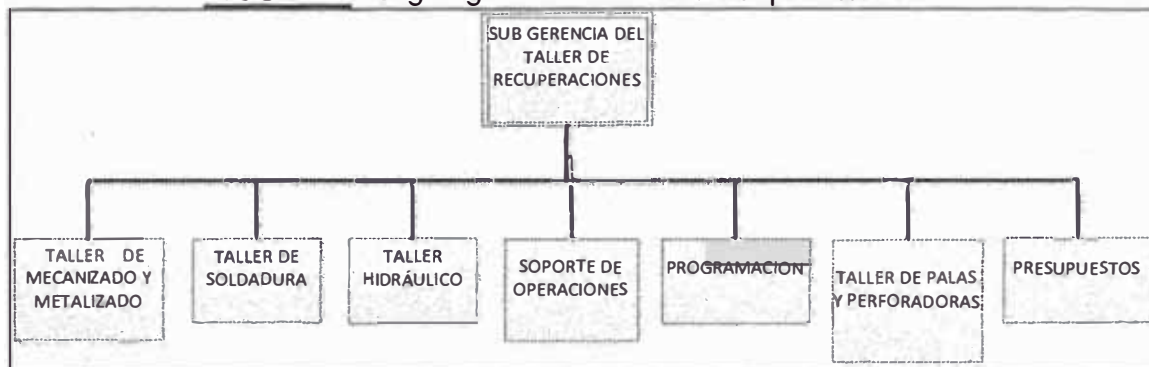 SUB GERENCIA DEL
TALLER DE
RECUPERACIONES
TALLER DE
MECANIZADO Y
METALIZADO
TALLER DE
SOLDADURA
TALLER
HIDRÁULICO
SOPORTE DE
OPERACIONES
PROGRAMACION
TALLER DE PALAS
Y PERFORADORAS
PRESUPUESTOS